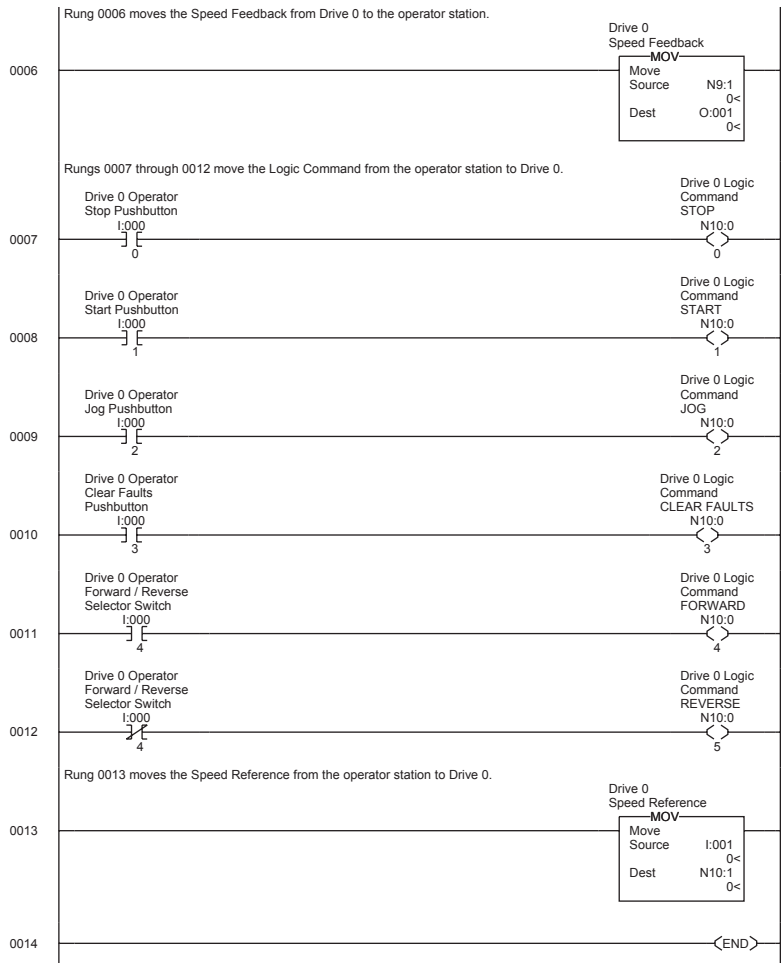 Rung 0006 moves the Speed Feedback from Drive 0 to the operator station.
Drive 0
Speed Feedback
MOV
0006
Move
Source N9:1
0<
Dest O:001
0<
Rungs 0007 through 0012 move the Logic Command from the operator station to Drive 0.
Drive 0 Operator
Stop Pushbutton
I:000
0
Drive 0 Logic
Command
STOP
N10:0
0
0007
Drive 0 Operator
Start Pushbutton
I:000
1
Drive 0 Logic
Command
START
N10:0
1
0008
Drive 0 Operator
Jog Pushbutton
I:000
2
Drive 0 Logic
Command
JOG
N10:0
2
0009
Drive 0 Operator
Clear Faults
Pushbutton
I:000
3
Drive 0 Logic
Command
CLEAR FAULTS
N10:0
3
0010
Drive 0 Operator
Forward / Reverse
Selector Switch
I:000
4
Drive 0 Logic
Command
FORWARD
N10:0
4
0011
Drive 0 Operator
Forward / Reverse
Selector Switch
I:000
4
Drive 0 Logic
Command
REVERSE
N10:0
5
0012
Rung 0013 moves the Speed Reference from the operator station to Drive 0.
Drive 0
Speed Reference
MOV
0013
Move
Source I:001
0<
Dest N10:1
0<
0014
END